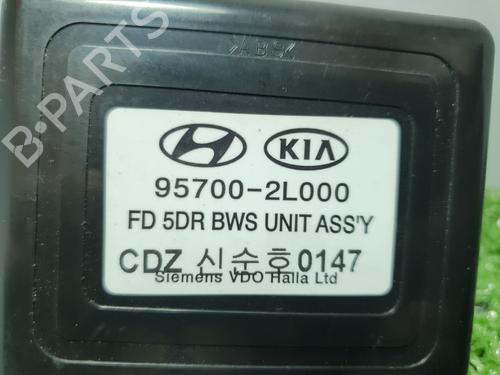 >ABS<
KIA
95700-2L000
FD 5DR BWS UNIT ASS'Y
CDZ 신순호0147
Siemens VDO Halla Ltd
B-PARTS